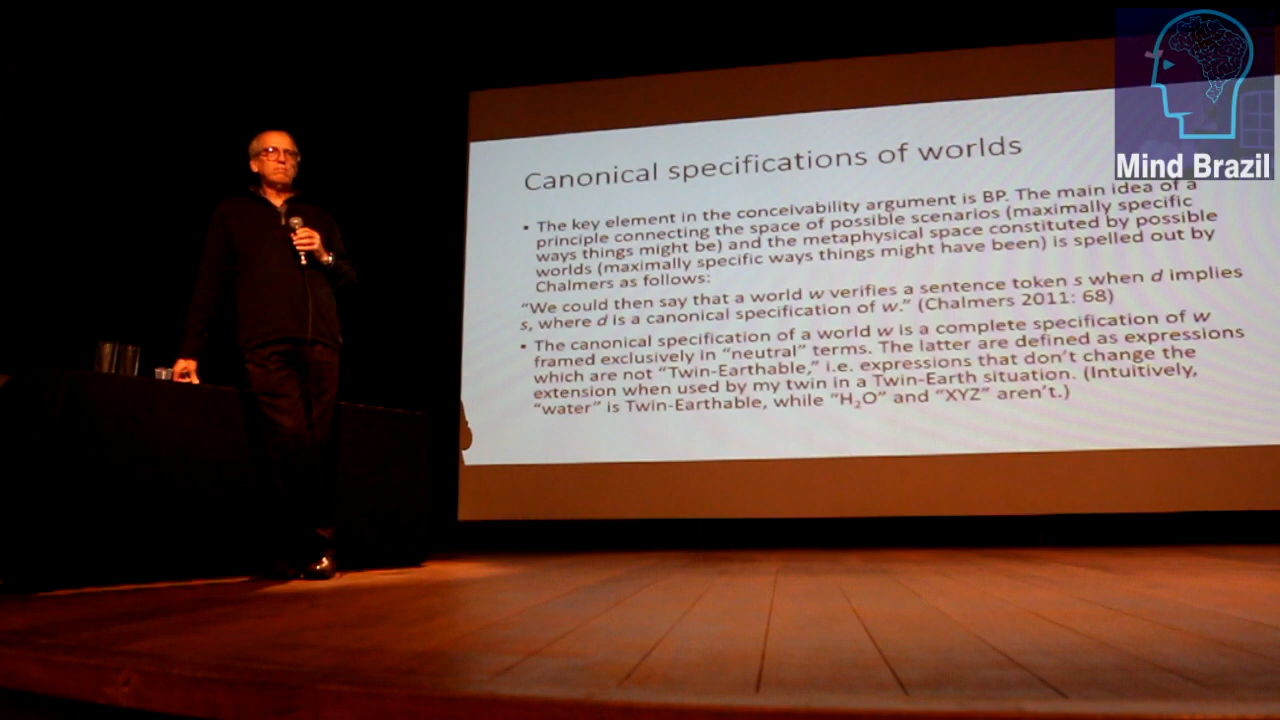 Mind Brazil
Canonical specifications of worlds
• The key element in the conceivability argument is BP. The main idea of a
principle connecting the space of possible scenarios (maximally specific
ways things might be) and the metaphysical space constituted by possible
worlds (maximally specific ways things might have been) is spelled out by
Chalmers as follows:
“We could then say that a world w verifies a sentence token s when d implies
s, where d is a canonical specification of w.” (Chalmers 2011: 68)
• The canonical specification of a world w is a complete specification of w
framed exclusively in “neutral” terms. The latter are defined as expressions
which are not “Twin-Earthable,” i.e. expressions that don’t change the
extension when used by my twin in a Twin-Earth situation. (Intuitively,
“water” is Twin-Earthable, while “H₂O” and “XYZ” aren’t.)